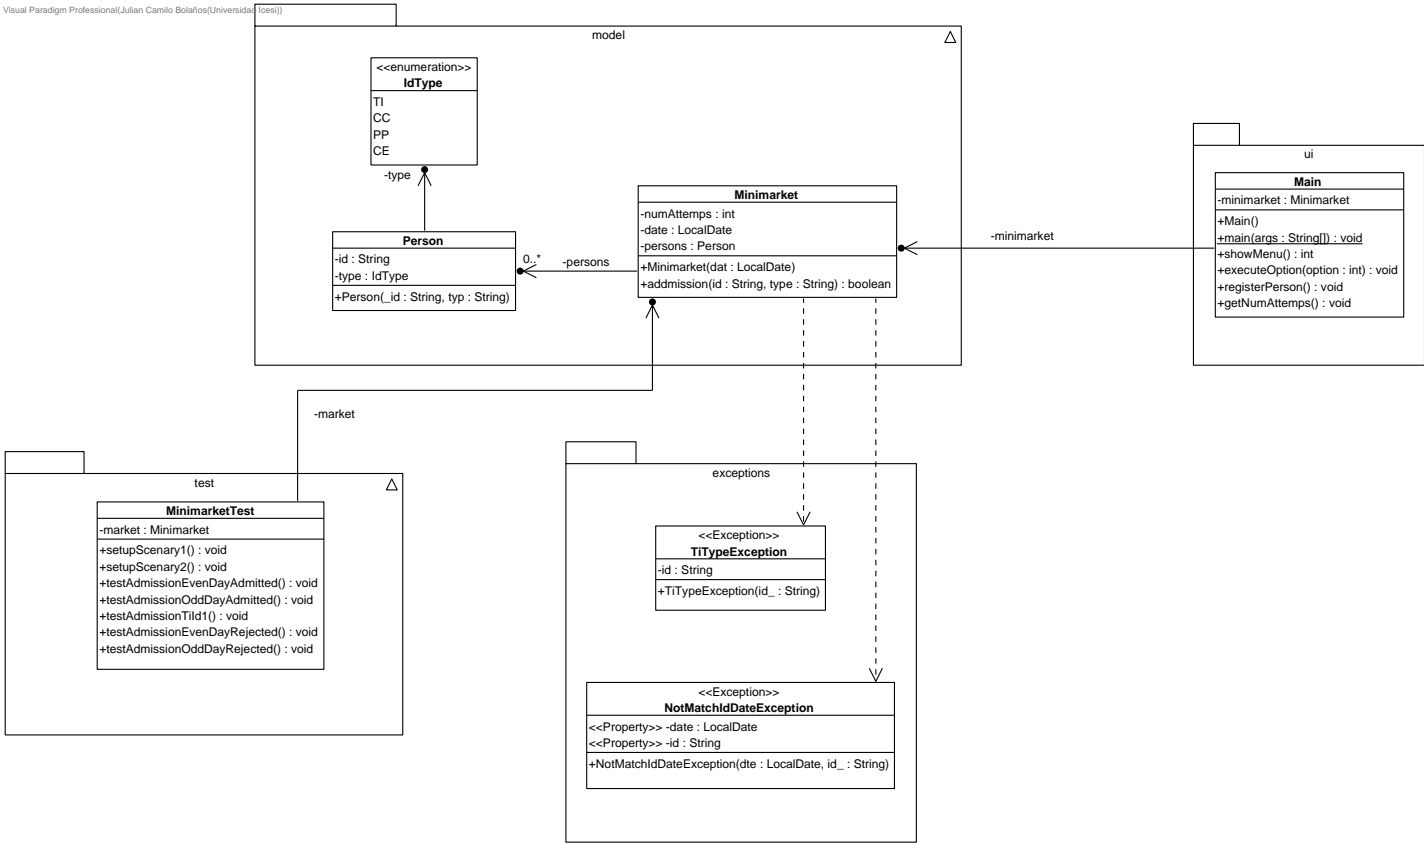 Visual Paradigm Professional(Julian Camilo Bolaños(Universidad Icesi))
model
<<enumeration>>
IdType
TI
CC
PP
CE
-type
Person
-id : String
-type : IdType
+Person(_id : String, typ : String)
0..*
-persons
Minimarket
-numAttemps : int
-date : LocalDate
-persons : Person
+Minimarket(dat : LocalDate)
+addmission(id : String, type : String) : boolean
-minimarket
ui
Main
-minimarket : Minimarket
+Main()
+main(args : String[]) : void
+showMenu() : int
+executeOption(option : int) : void
+registerPerson() : void
+getNumAttemps() : void
-market
test
MinimarketTest
-market : Minimarket
+setupScenary1() : void
+setupScenary2() : void
+testAdmissionEvenDayAdmitted() : void
+testAdmissionOddDayAdmitted() : void
+testAdmissionTiId1() : void
+testAdmissionEvenDayRejected() : void
+testAdmissionOddDayRejected() : void
exceptions
<<Exception>>
TiTypeException
-id : String
+TiTypeException(id_ : String)
<<Exception>>
NotMatchIdDateException
<<Property>> -date : LocalDate
<<Property>> -id : String
+NotMatchIdDateException(dte : LocalDate, id_ : String)